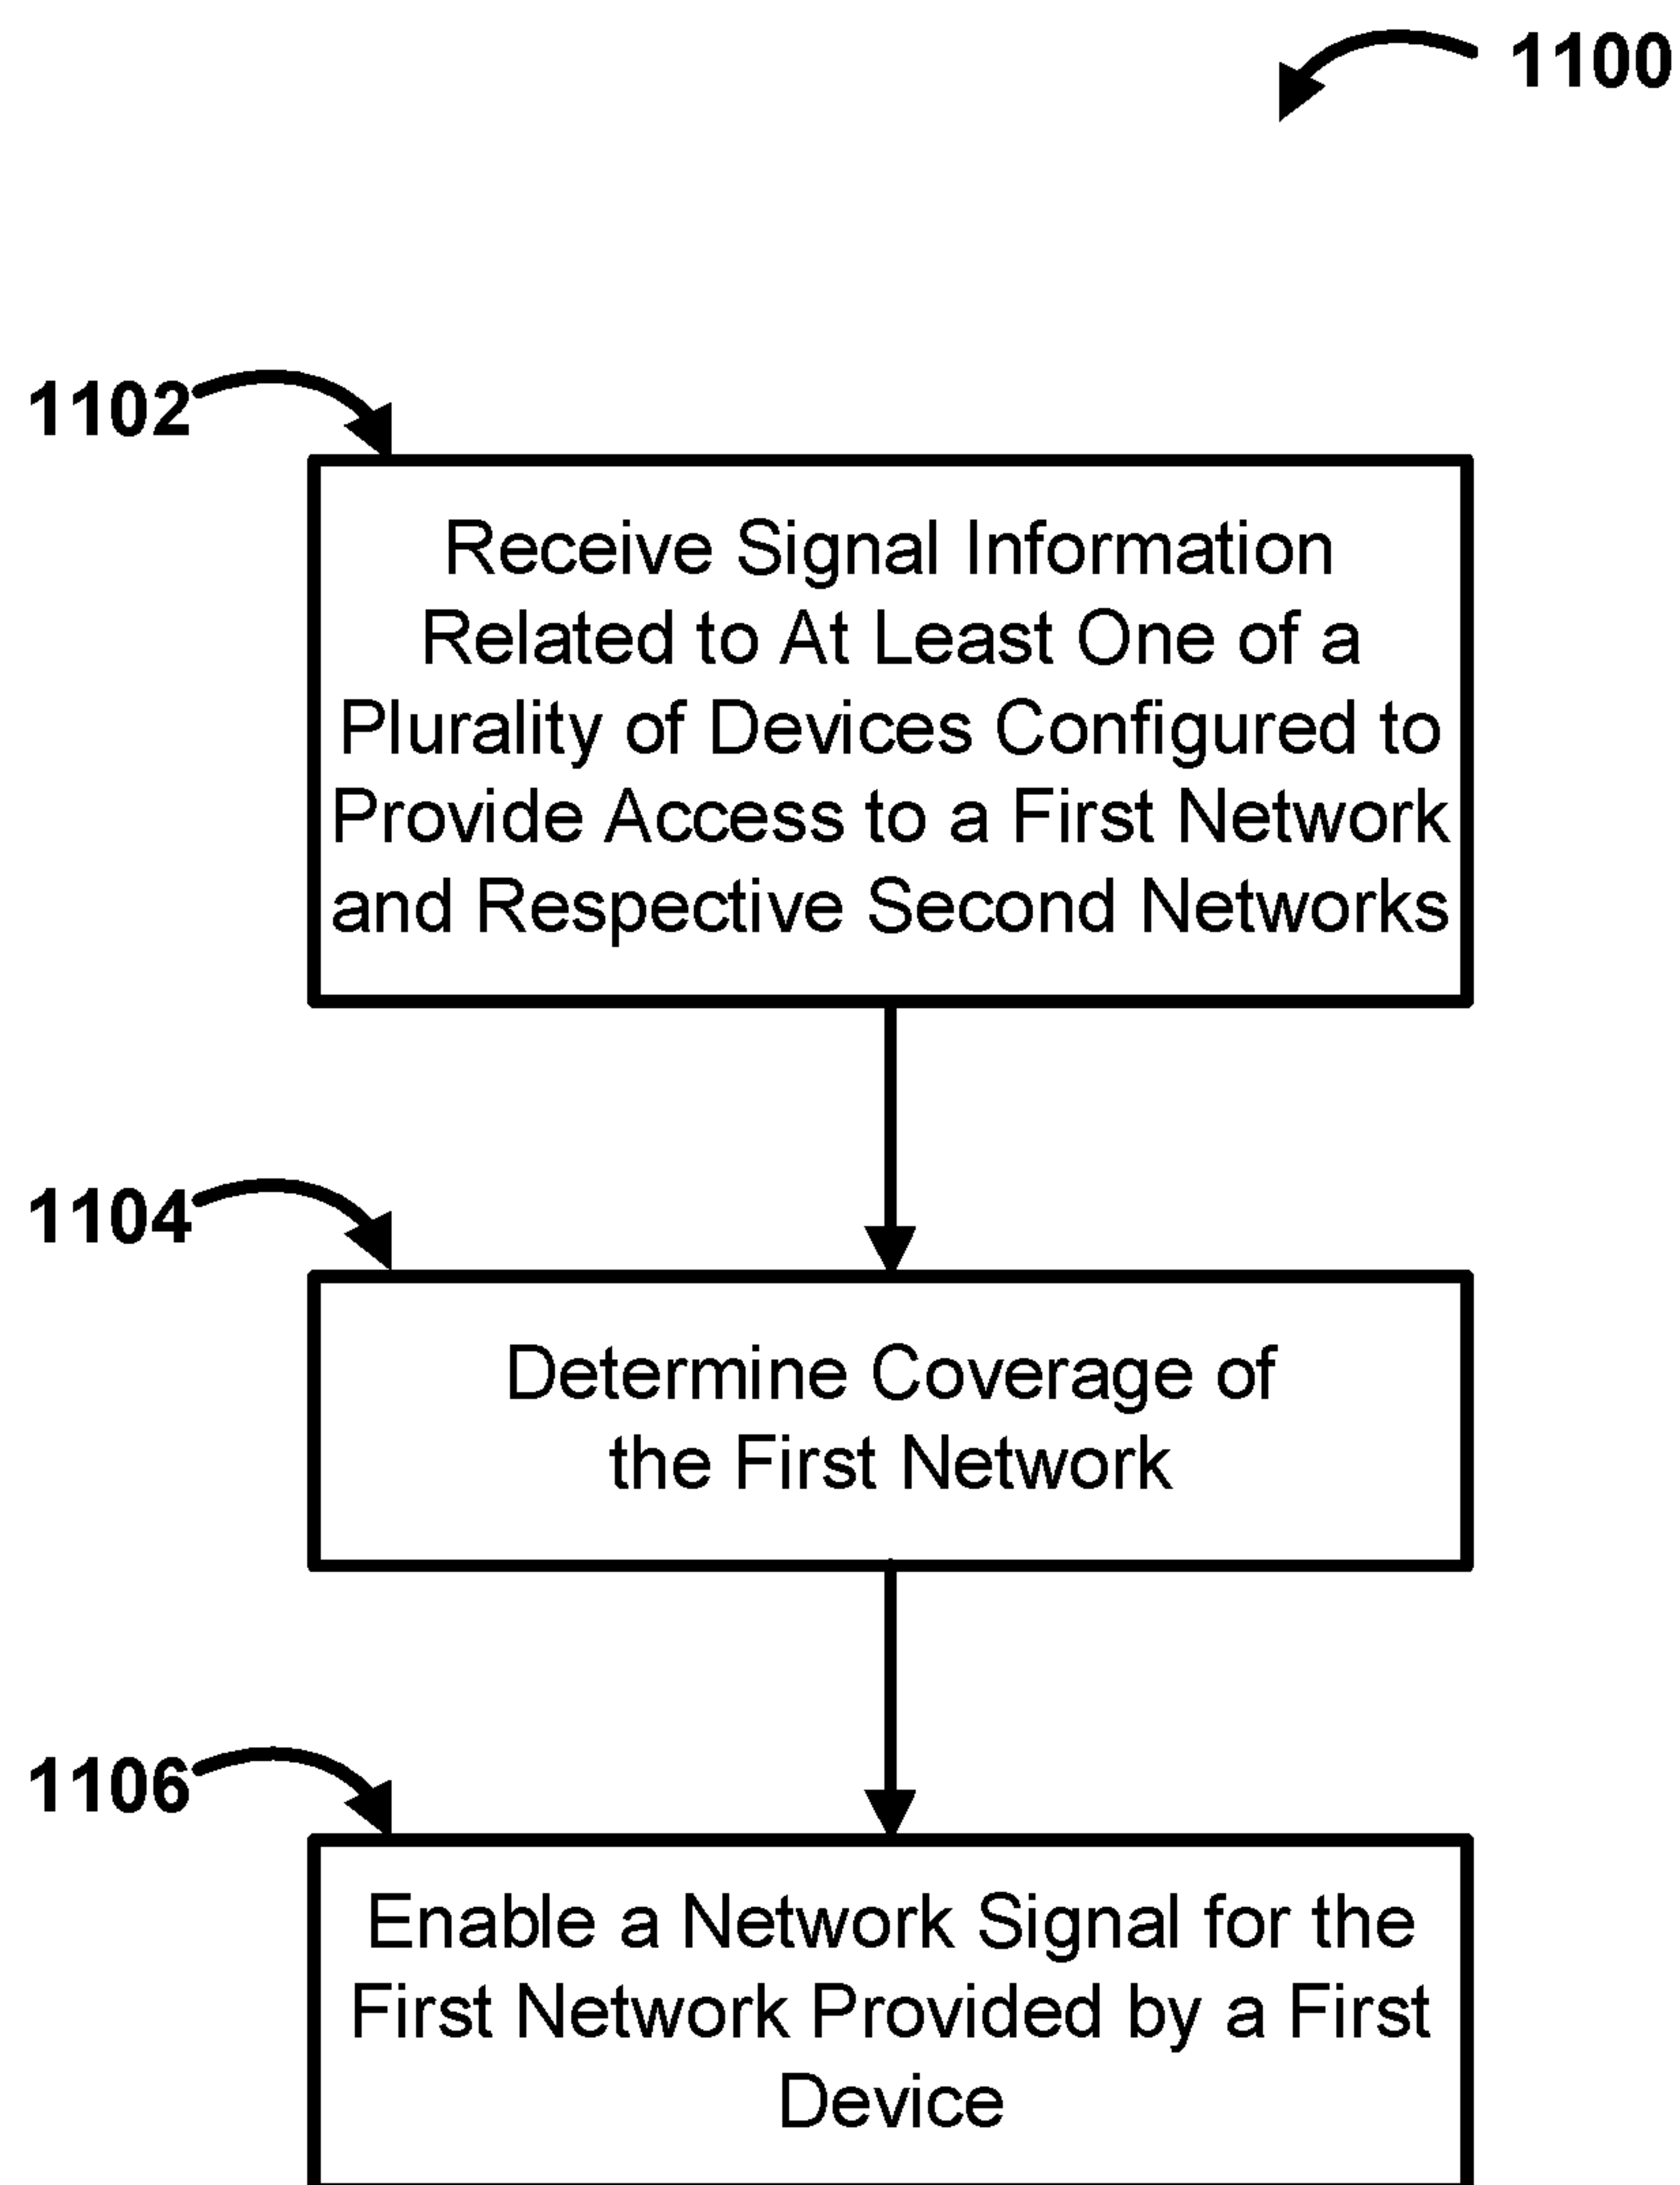 1100
1102
Receive Signal Information
Related to At Least One of a
Plurality of Devices Configured to
Provide Access to a First Network
and Respective Second Networks
1104
Determine Coverage of
the First Network
1106
Enable a Network Signal for the
First Network Provided by a First
Device